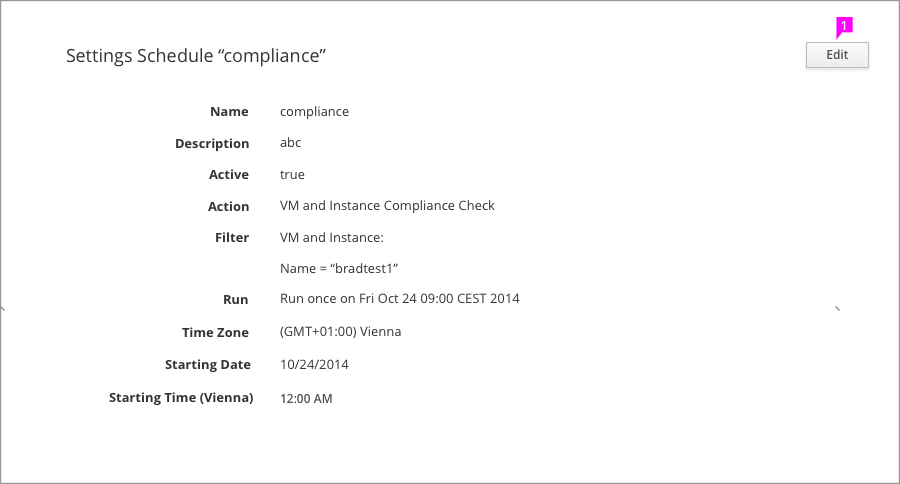 1
Settings Schedule “compliance”
Edit
Name compliance
Description abc
Active true
Action VM and Instance Compliance Check
Filter VM and Instance:
Name = “bradtest1”
Run Run once on Fri Oct 24 09:00 CEST 2014
Time Zone (GMT+01:00) Vienna
Starting Date 10/24/2014
Starting Time (Vienna) 12:00 AM